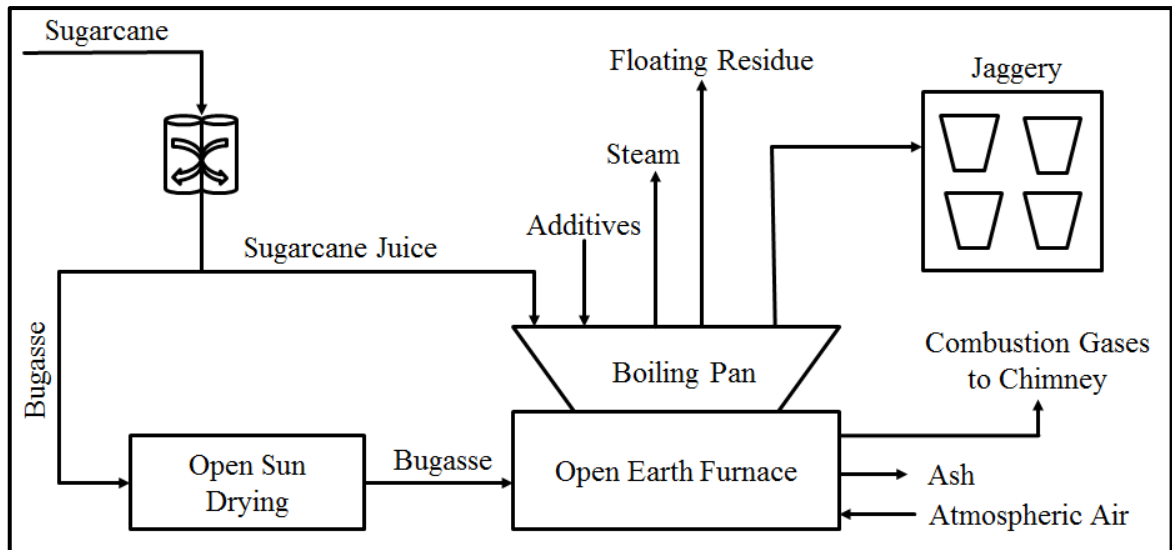 Sugarcane
Floating Residue
Jaggery
Steam
Additives
Sugarcane Juice
Bugasse
Boiling Pan
Combustion Gases
to Chimney
Open Sun
Drying
Bugasse
Open Earth Furnace
Ash
Atmospheric Air